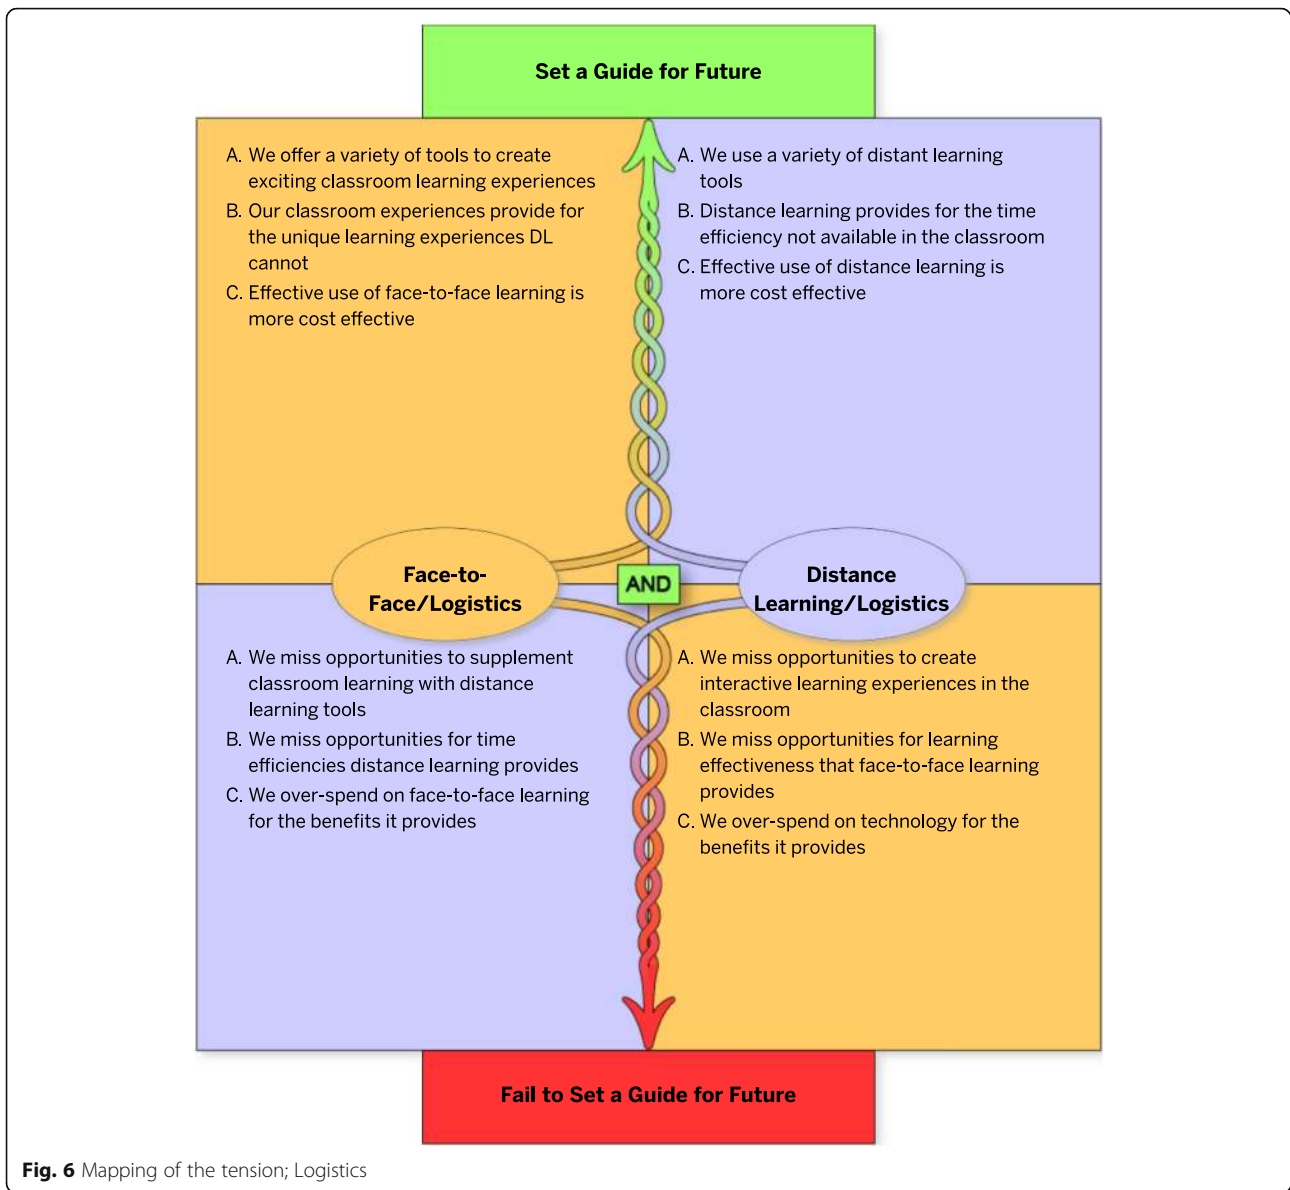 Set a Guide for Future
A. We offer a variety of tools to create
exciting classroom learning experiences
B. Our classroom experiences provide for
the unique learning experiences DL
cannot
C. Effective use of face-to-face learning is
more cost effective
A. We use a variety of distant learning
tools
B. Distance learning provides for the time
efficiency not available in the classroom
C. Effective use of distance learning is
more cost effective
Face-to-
Face/Logistics
AND
Distance
Learning/Logistics
A. We miss opportunities to supplement
classroom learning with distance
learning tools
B. We miss opportunities for time
efficiencies distance learning provides
C. We over-spend on face-to-face learning
for the benefits it provides
A. We miss opportunities to create
interactive learning experiences in the
classroom
B. We miss opportunities for learning
effectiveness that face-to-face learning
provides
C. We over-spend on technology for the
benefits it provides
Fail to Set a Guide for Future
Fig. 6 Mapping of the tension; Logistics